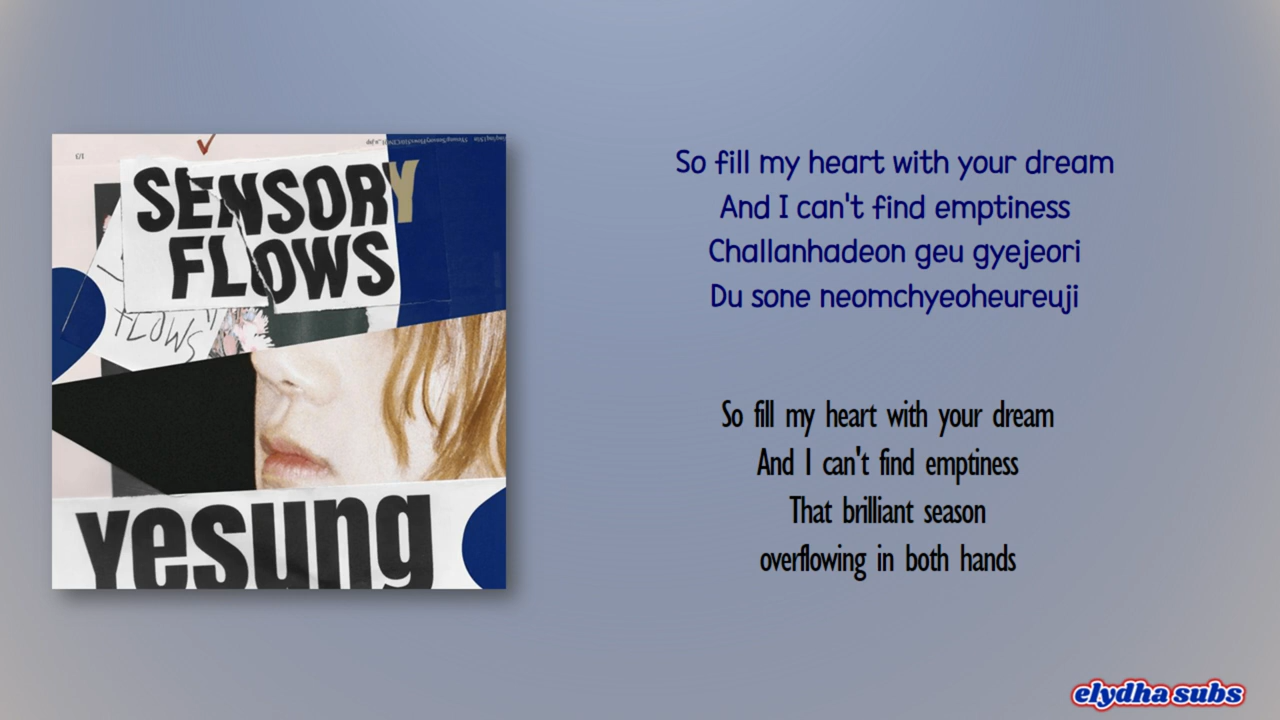 1/3
SENSORY
FLOWS
FLOWS
yesung
So fill my heart with your dream
And I can't find emptiness
Challanhadeon geu gyejeori
Du sone neomchyeoheureuji
So fill my heart with your dream
And I can't find emptiness
That brilliant season
overflowing in both hands
elydha subs